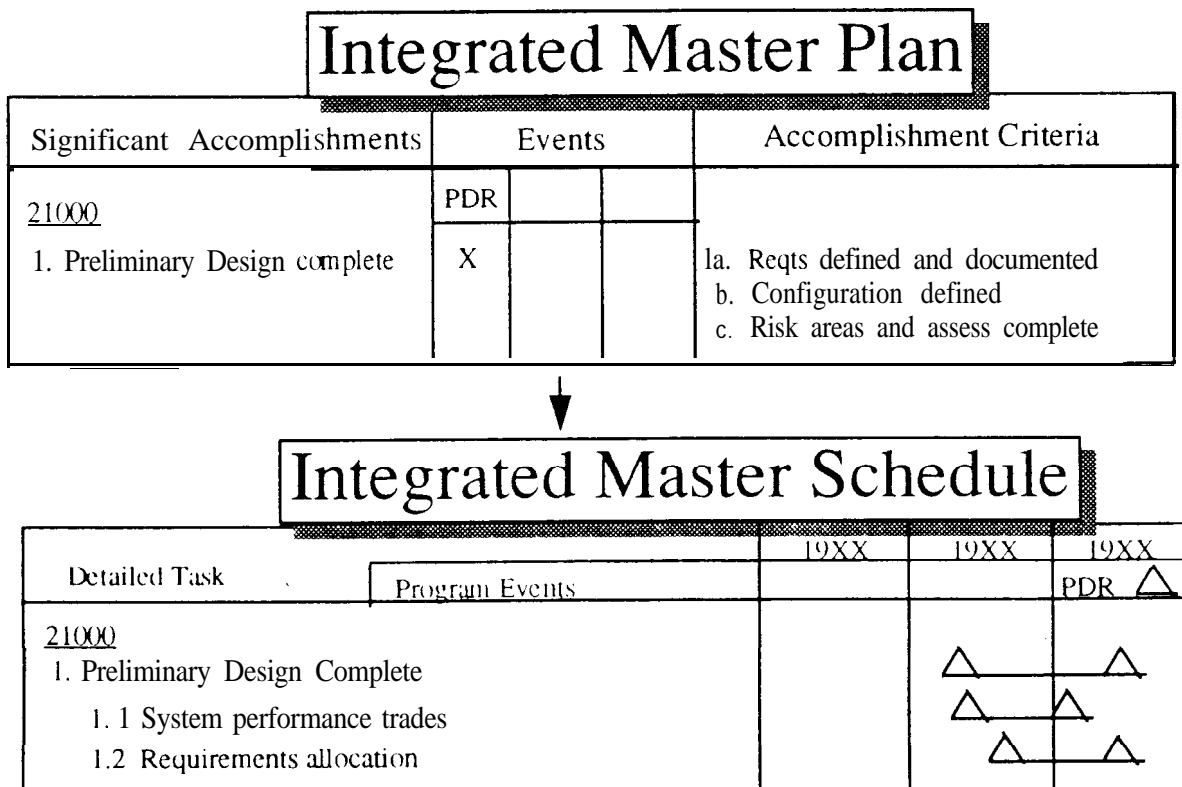 Integrated Master Plan
Significant Accomplishments Events Accomplishment Criteria
PDR
21000
1. Preliminary Design complete X 1a. Reqts defined and documented
b. Configuration defined
c. Risk areas and assess complete
Integrated Master Schedule
19XX 19XX 19XX
Detailed Task Program Events PDR
21000
1. Preliminary Design Complete
1. 1 System performance trades
1.2 Requirements allocation